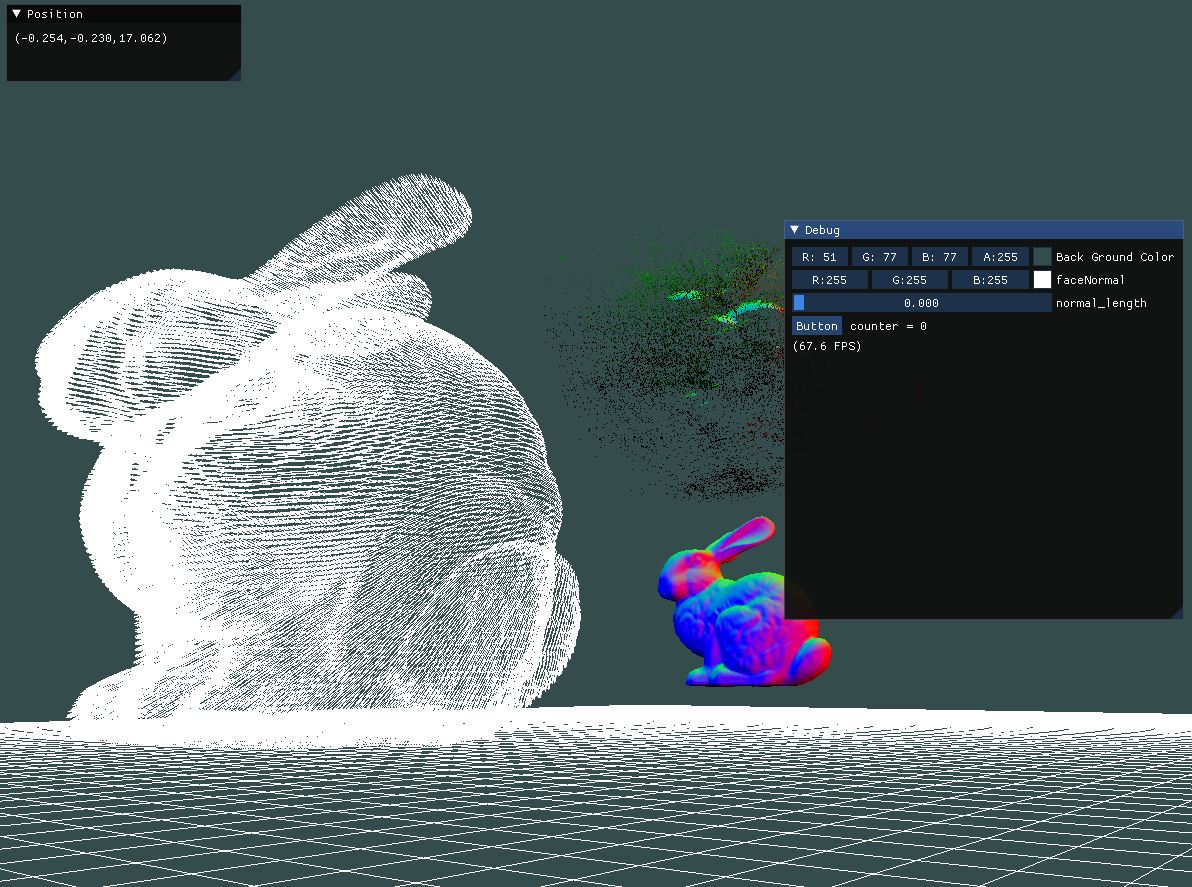 Position
(-0.254,-0.230,17.062)
Debug
R: 51 G: 77 B: 77 A:255 Back Ground Color
R:255 G:255 B:255 faceNormal
0.000 normal_length
Button counter = 0
(67.6 FPS)